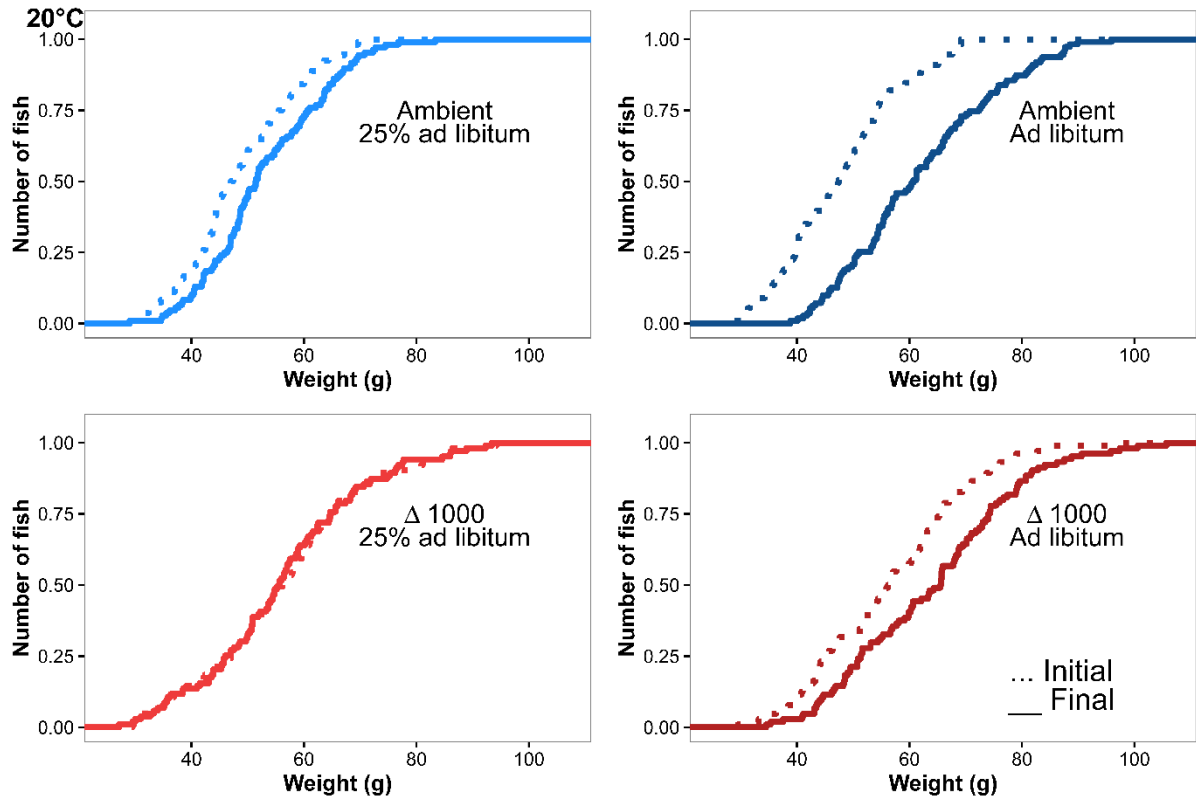 20°C
1.00
0.75
0.50
0.25
0.00
Number of fish
Ambient
25% ad libitum
40 60 80 100
Weight (g)
1.00
0.75
0.50
0.25
0.00
Number of fish
Ambient
Ad libitum
40 60 80 100
Weight (g)
1.00
0.75
0.50
0.25
0.00
Number of fish
Δ 1000
25% ad libitum
40 60 80 100
Weight (g)
1.00
0.75
0.50
0.25
0.00
Number of fish
Δ 1000
Ad libitum
... Initial
___ Final
40 60 80 100
Weight (g)